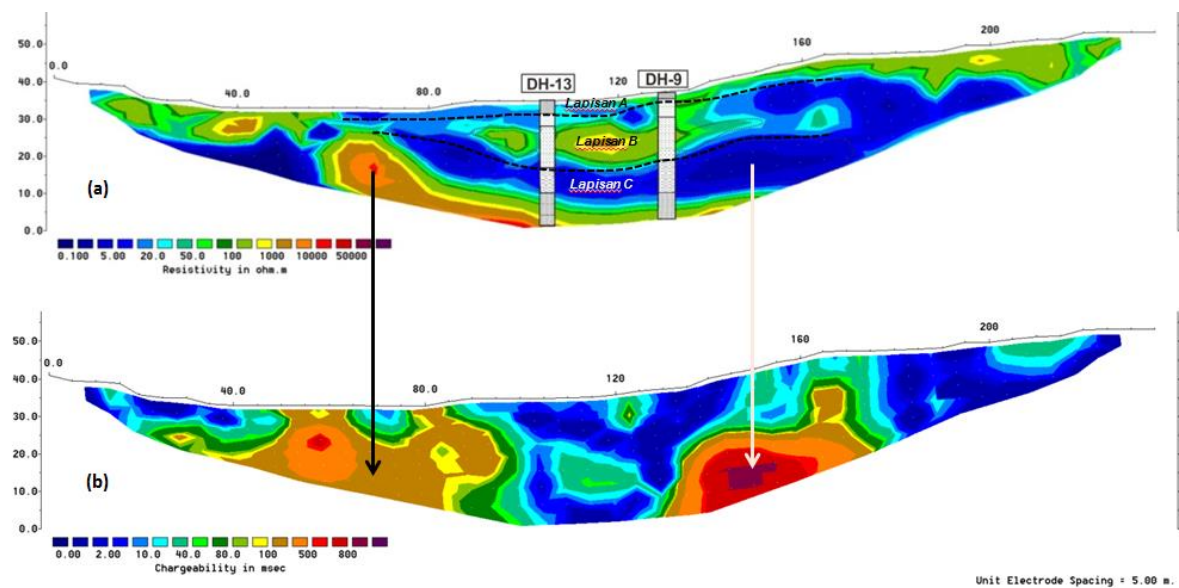 50.0
40.0
30.0
20.0
10.0
0.0
0.0
40.0
80.0
120
160
200
DH-13
DH-9
Lapisan A
Lapisan B
Lapisan C
(a)
0.100 5.00 20.0 50.0 100 1000 10000 50000
Resistivity in ohm.m
50.0
40.0
30.0
20.0
10.0
0.0
0.0
40.0
80.0
120
160
200
(b)
0.00 2.00 10.0 40.0 80.0 100 500 800
Chargeability in msec
Unit Electrode Spacing = 5.00 m.